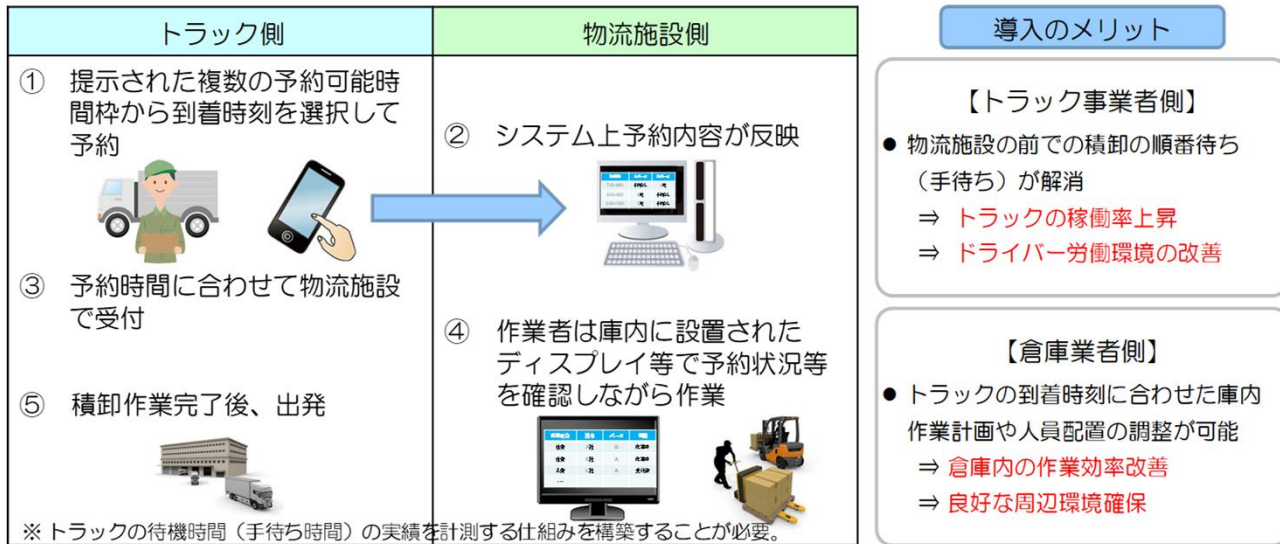 トラック側
物流施設側
① 提示された複数の予約可能時
間枠から到着時刻を選択して
予約
② システム上予約内容が反映
③ 予約時間に合わせて物流施設
で受付
④ 作業者は庫内に設置された
ディスプレイ等で予約状況等
を確認しながら作業
⑤ 積卸作業完了後、出発
※ トラックの待機時間（手待ち時間）の実績を計測する仕組みを構築することが必要。
導入のメリット
【トラック事業者側】
● 物流施設の前での積卸の順番待ち
（手待ち）が解消
⇒ トラックの稼働率上昇
⇒ ドライバー労働環境の改善
【倉庫業者側】
● トラックの到着時刻に合わせた庫内
作業計画や人員配置の調整が可能
⇒ 倉庫内の作業効率改善
⇒ 良好な周辺環境確保